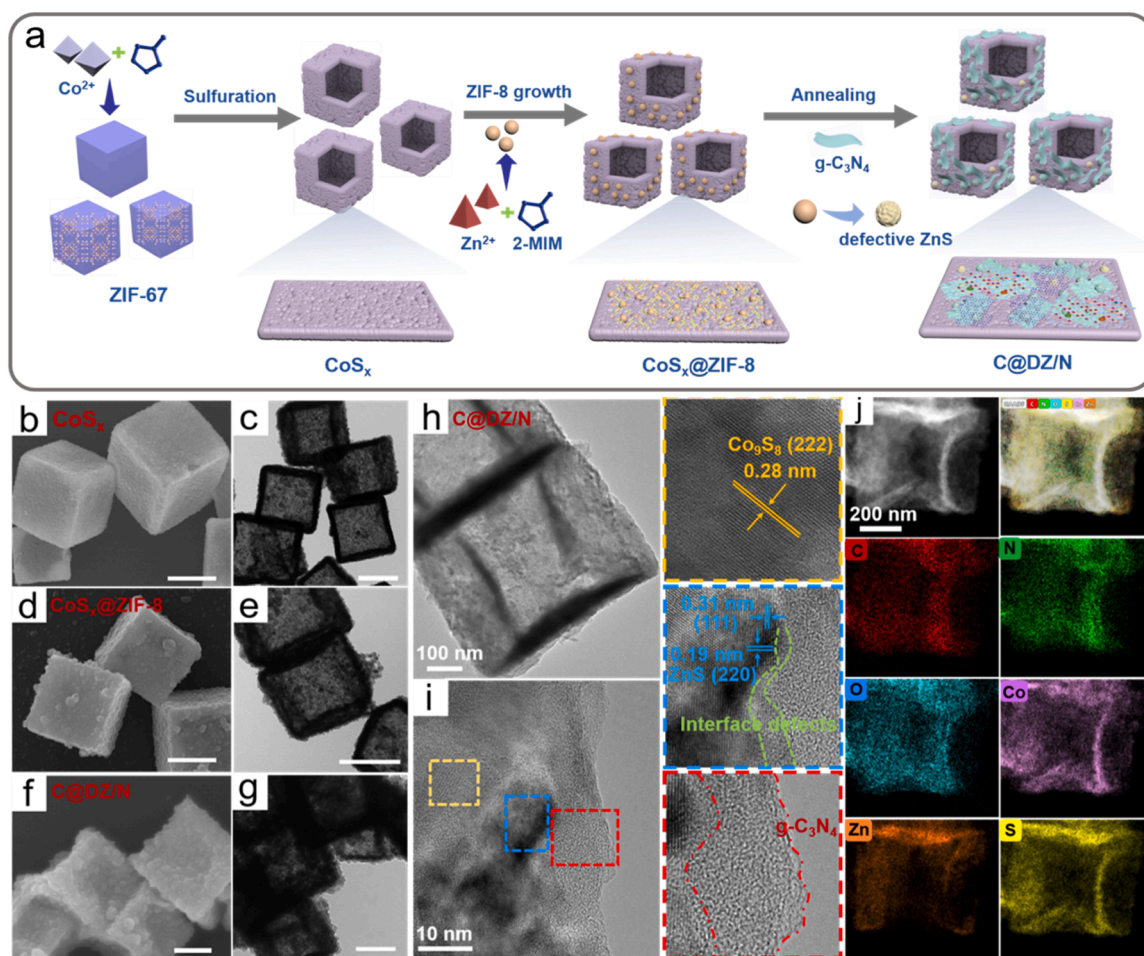 a
Co²⁺
+
Sulfuration
ZIF-8 growth
Annealing
g-C₃N₄
Zn²⁺
+
2-MIM
defective ZnS
ZIF-67
CoSₓ
CoSₓ@ZIF-8
C@DZ/N
b
CoSₓ
c
d
CoSₓ@ZIF-8
e
f
C@DZ/N
g
h
C@DZ/N
100 nm
i
10 nm
Co₉S₈ (222)
0.28 nm
0.31 nm
(111)
0.19 nm
ZnS (220)
Interface defects
g-C₃N₄
j
200 nm
C
N
O
Co
Zn
S